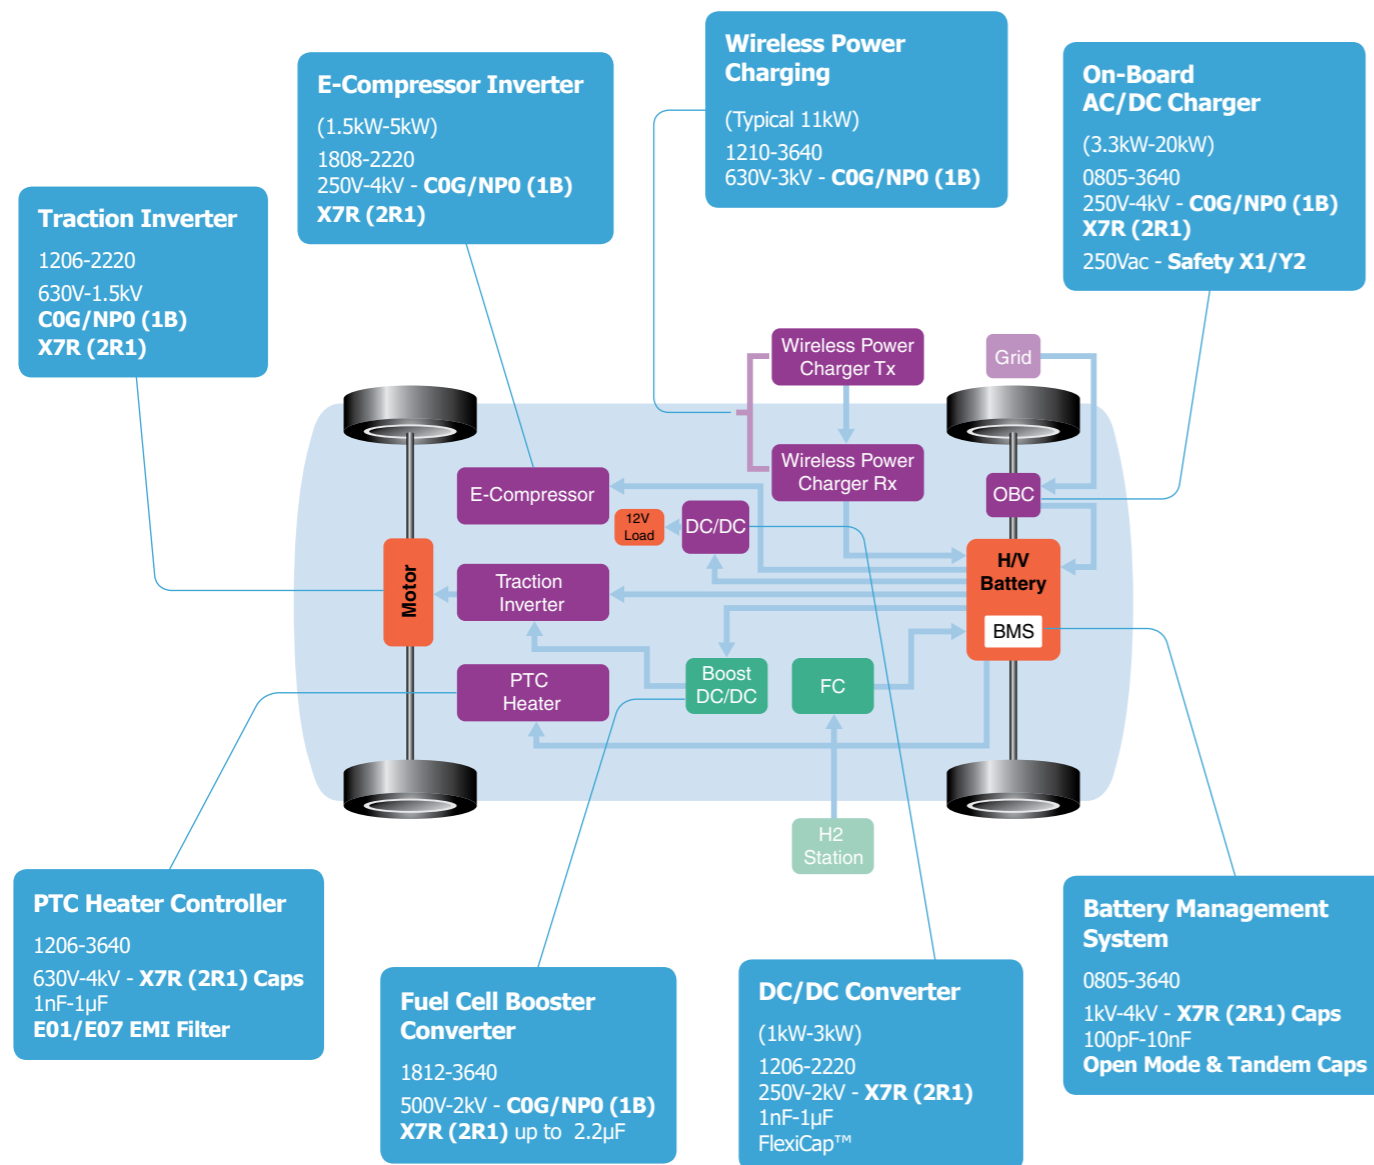 Wireless Power
Charging
(Typical 11kW)
1210-3640
630V-3kV - C0G/NP0 (1B)
On-Board
AC/DC Charger
(3.3kW-20kW)
0805-3640
250V-4kV - C0G/NP0 (1B)
X7R (2R1)
250Vac - Safety X1/Y2
E-Compressor Inverter
(1.5kW-5kW)
1808-2220
250V-4kV - C0G/NP0 (1B)
X7R (2R1)
Traction Inverter
1206-2220
630V-1.5kV
C0G/NP0 (1B)
X7R (2R1)
Wireless Power
Charger Tx
Grid
Wireless Power
Charger Rx
E-Compressor
OBC
12V
Load
DC/DC
H/V
Battery
BMS
Motor
Traction
Inverter
PTC
Heater
Boost
DC/DC
FC
H2
Station
PTC Heater Controller
1206-3640
630V-4kV - X7R (2R1) Caps
1nF-1µF
E01/E07 EMI Filter
Fuel Cell Booster
Converter
1812-3640
500V-2kV - C0G/NP0 (1B)
X7R (2R1) up to 2.2µF
DC/DC Converter
(1kW-3kW)
1206-2220
250V-2kV - X7R (2R1)
1nF-1µF
FlexiCap™
Battery Management
System
0805-3640
1kV-4kV - X7R (2R1) Caps
100pF-10nF
Open Mode & Tandem Caps